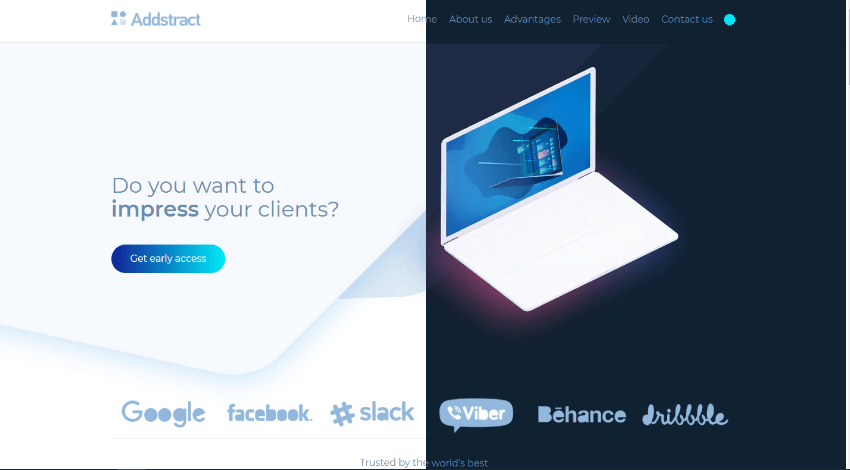 Addstract
Home About us Advantages Preview Video Contact us
Do you want to
impress your clients?
Get early access
Google facebook. slack Viber Bēhance dribbble
Trusted by the world's best